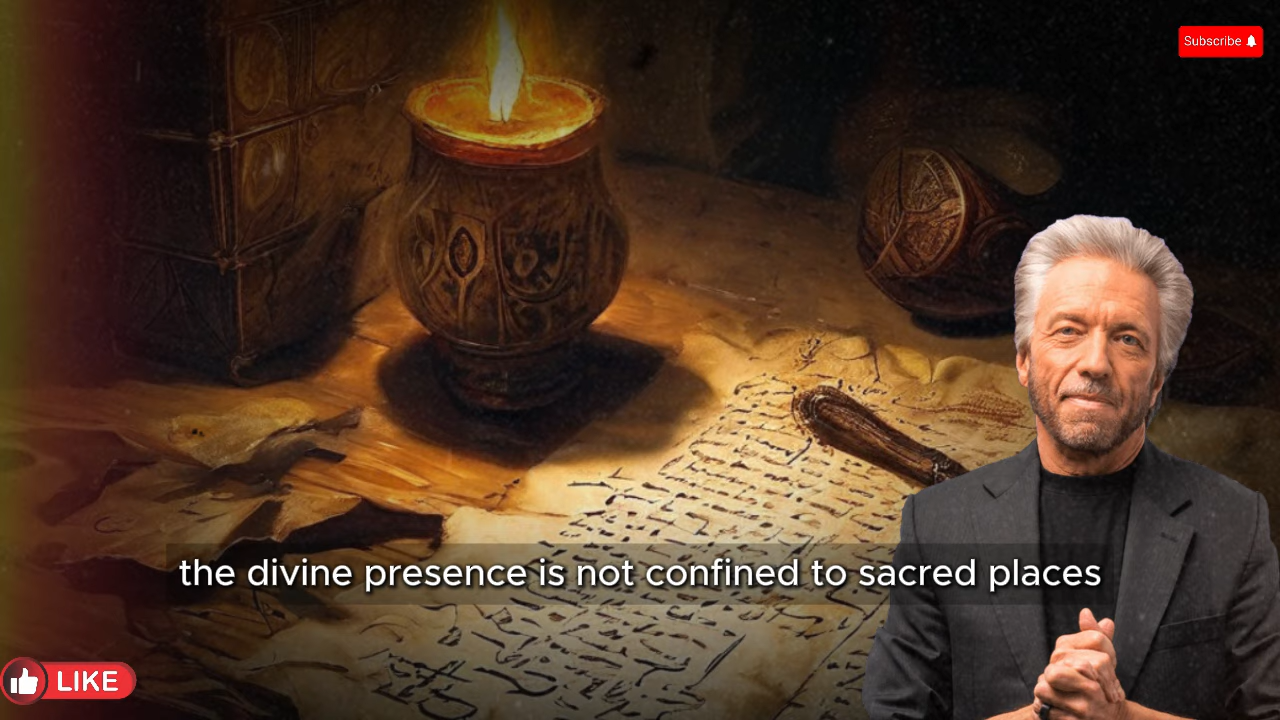 Subscribe
the divine presence is not confined to sacred places
LIKE